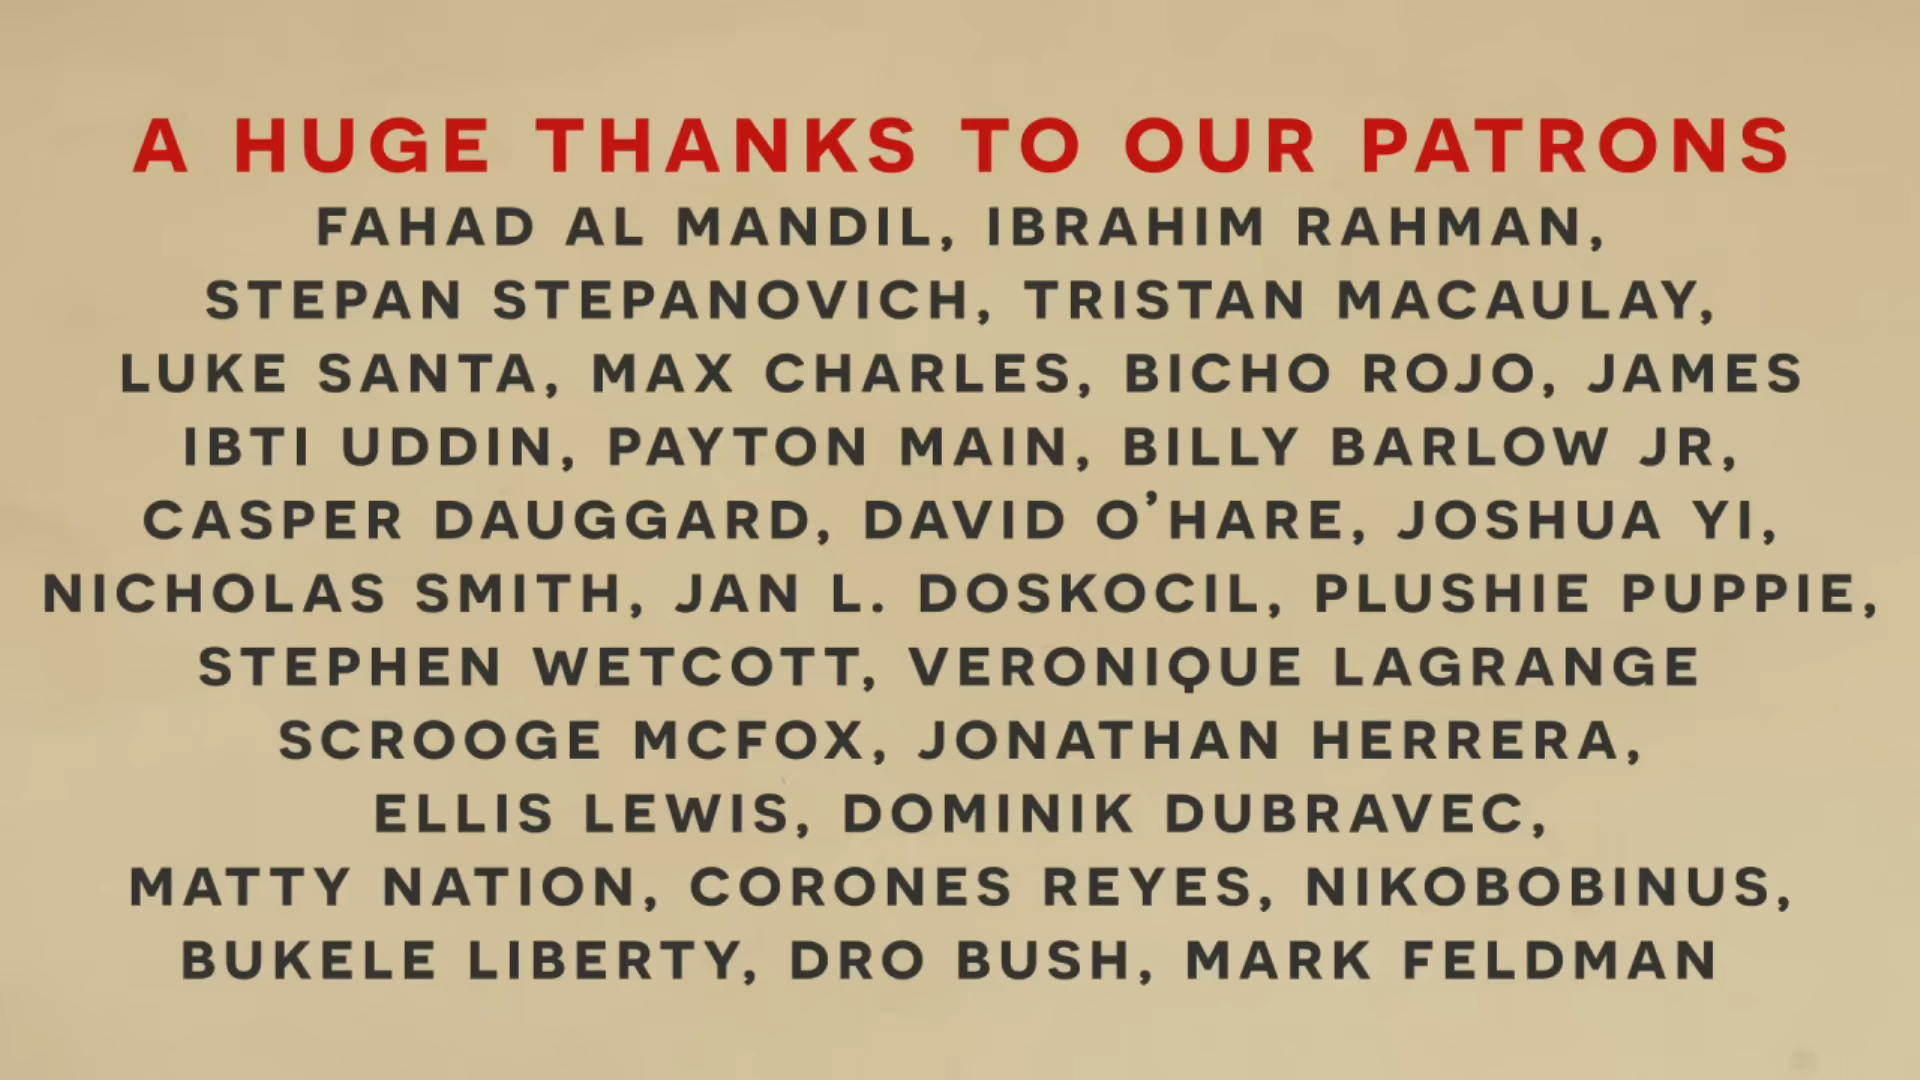 A HUGE THANKS TO OUR PATRONS
FAHAD AL MANDIL, IBRAHIM RAHMAN,
STEPAN STEPANOVICH, TRISTAN MACAULAY,
LUKE SANTA, MAX CHARLES, BICHO ROJO, JAMES
IBTI UDDIN, PAYTON MAIN, BILLY BARLOW JR,
CASPER DAUGGARD, DAVID O’HARE, JOSHUA YI,
NICHOLAS SMITH, JAN L. DOSKOCIL, PLUSHIE PUPPIE,
STEPHEN WETCOTT, VERONIQUE LAGRANGE
SCROOGE MCFOX, JONATHAN HERRERA,
ELLIS LEWIS, DOMINIK DUBRAVEC,
MATTY NATION, CORONES REYES, NIKOBOBINUS,
BUKELE LIBERTY, DRO BUSH, MARK FELDMAN